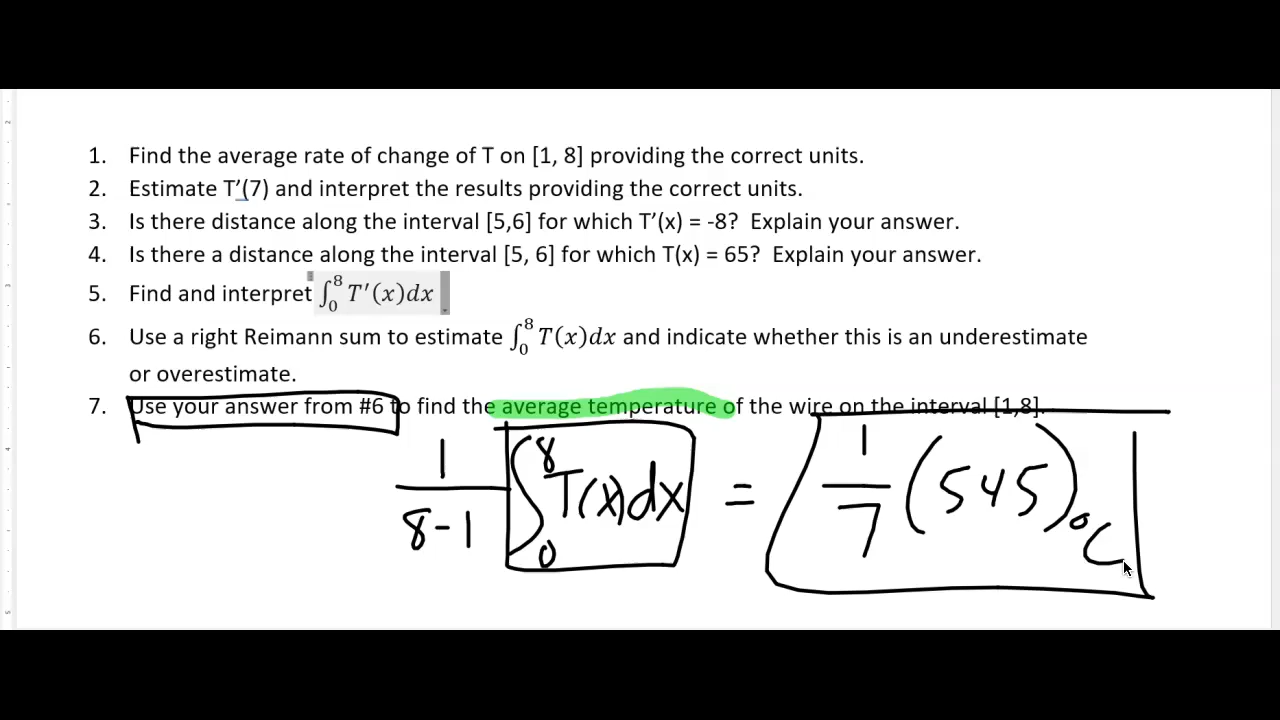 1. Find the average rate of change of T on [1, 8] providing the correct units.
2. Estimate T’(7) and interpret the results providing the correct units.
3. Is there distance along the interval [5,6] for which T’(x) = -8? Explain your answer.
4. Is there a distance along the interval [5, 6] for which T(x) = 65? Explain your answer.
5. Find and interpret ∫₀⁸ T′(x)dx
6. Use a right Reimann sum to estimate ∫₀⁸ T(x)dx and indicate whether this is an underestimate
or overestimate.
7. Use your answer from #6 to find the average temperature of the wire on the interval [1,8].
1/(8-1) ∫₀⁸ T(x)dx = 1/7 (545) °C